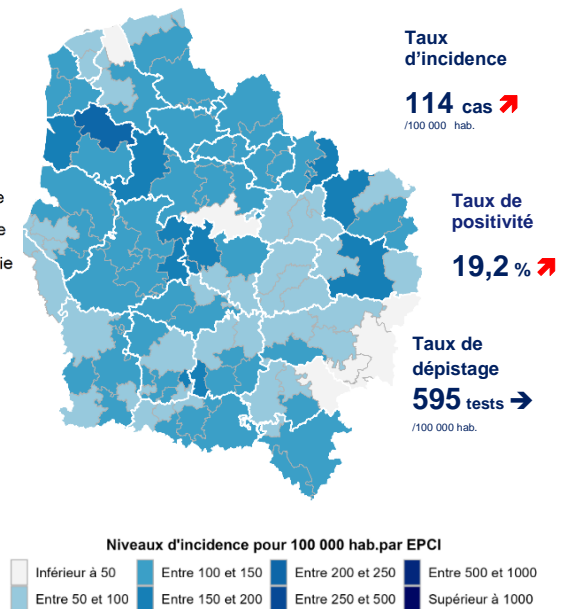 Taux
d'incidence
114 cas
/100 000 hab.
e
e
ie
Taux de
positivité
19,2 %
Taux de
dépistage
595 tests
/100 000 hab.
Niveaux d'incidence pour 100 000 hab.par EPCI
Inférieur à 50 Entre 100 et 150 Entre 200 et 250 Entre 500 et 1000
Entre 50 et 100 Entre 150 et 200 Entre 250 et 500 Supérieur à 1000